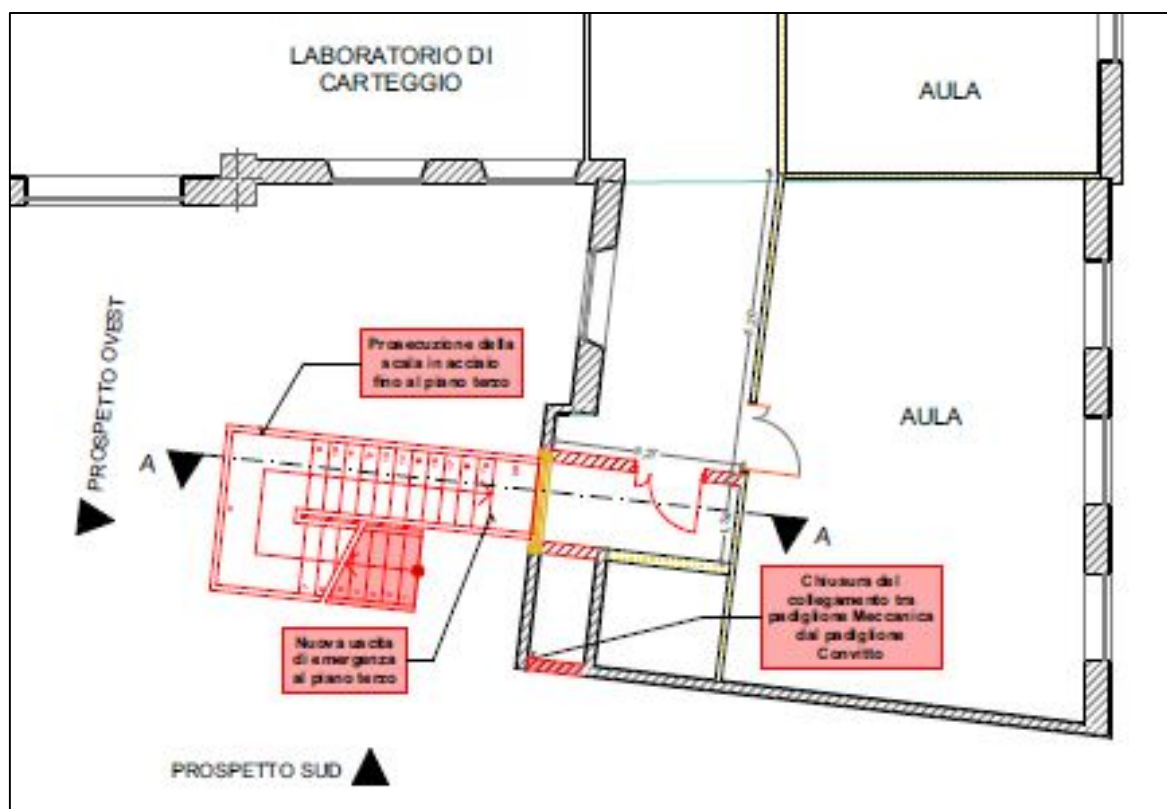 LABORATORIO DI
CARTEGGIO
AULA
PROSPETTO OVEST
Prosecuzione della
scala in acciaio
fino al piano terzo
AULA
A
A
Chiusura del
collegamento tra
padiglione Meccanica
dal padiglione
Convitto
Nuova uscita
di emergenza
al piano terzo
PROSPETTO SUD